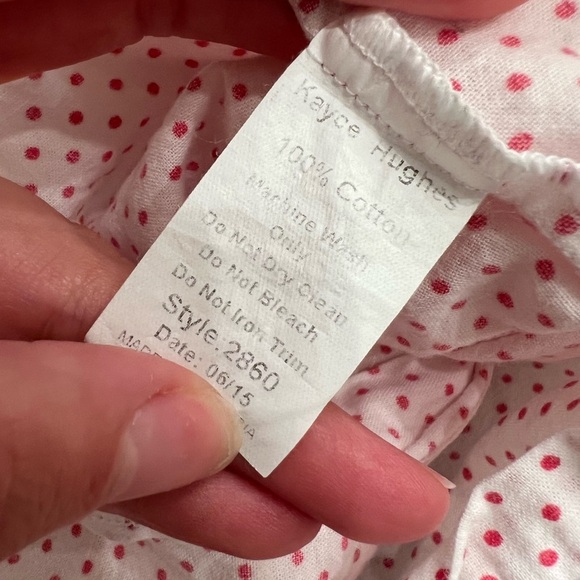 Kayce Hughes
100% Cotton
Machine Wash
Only
Do Not Dry Clean
Do Not Bleach
Do Not Iron Trim
Style: 2860
Date: 06/15